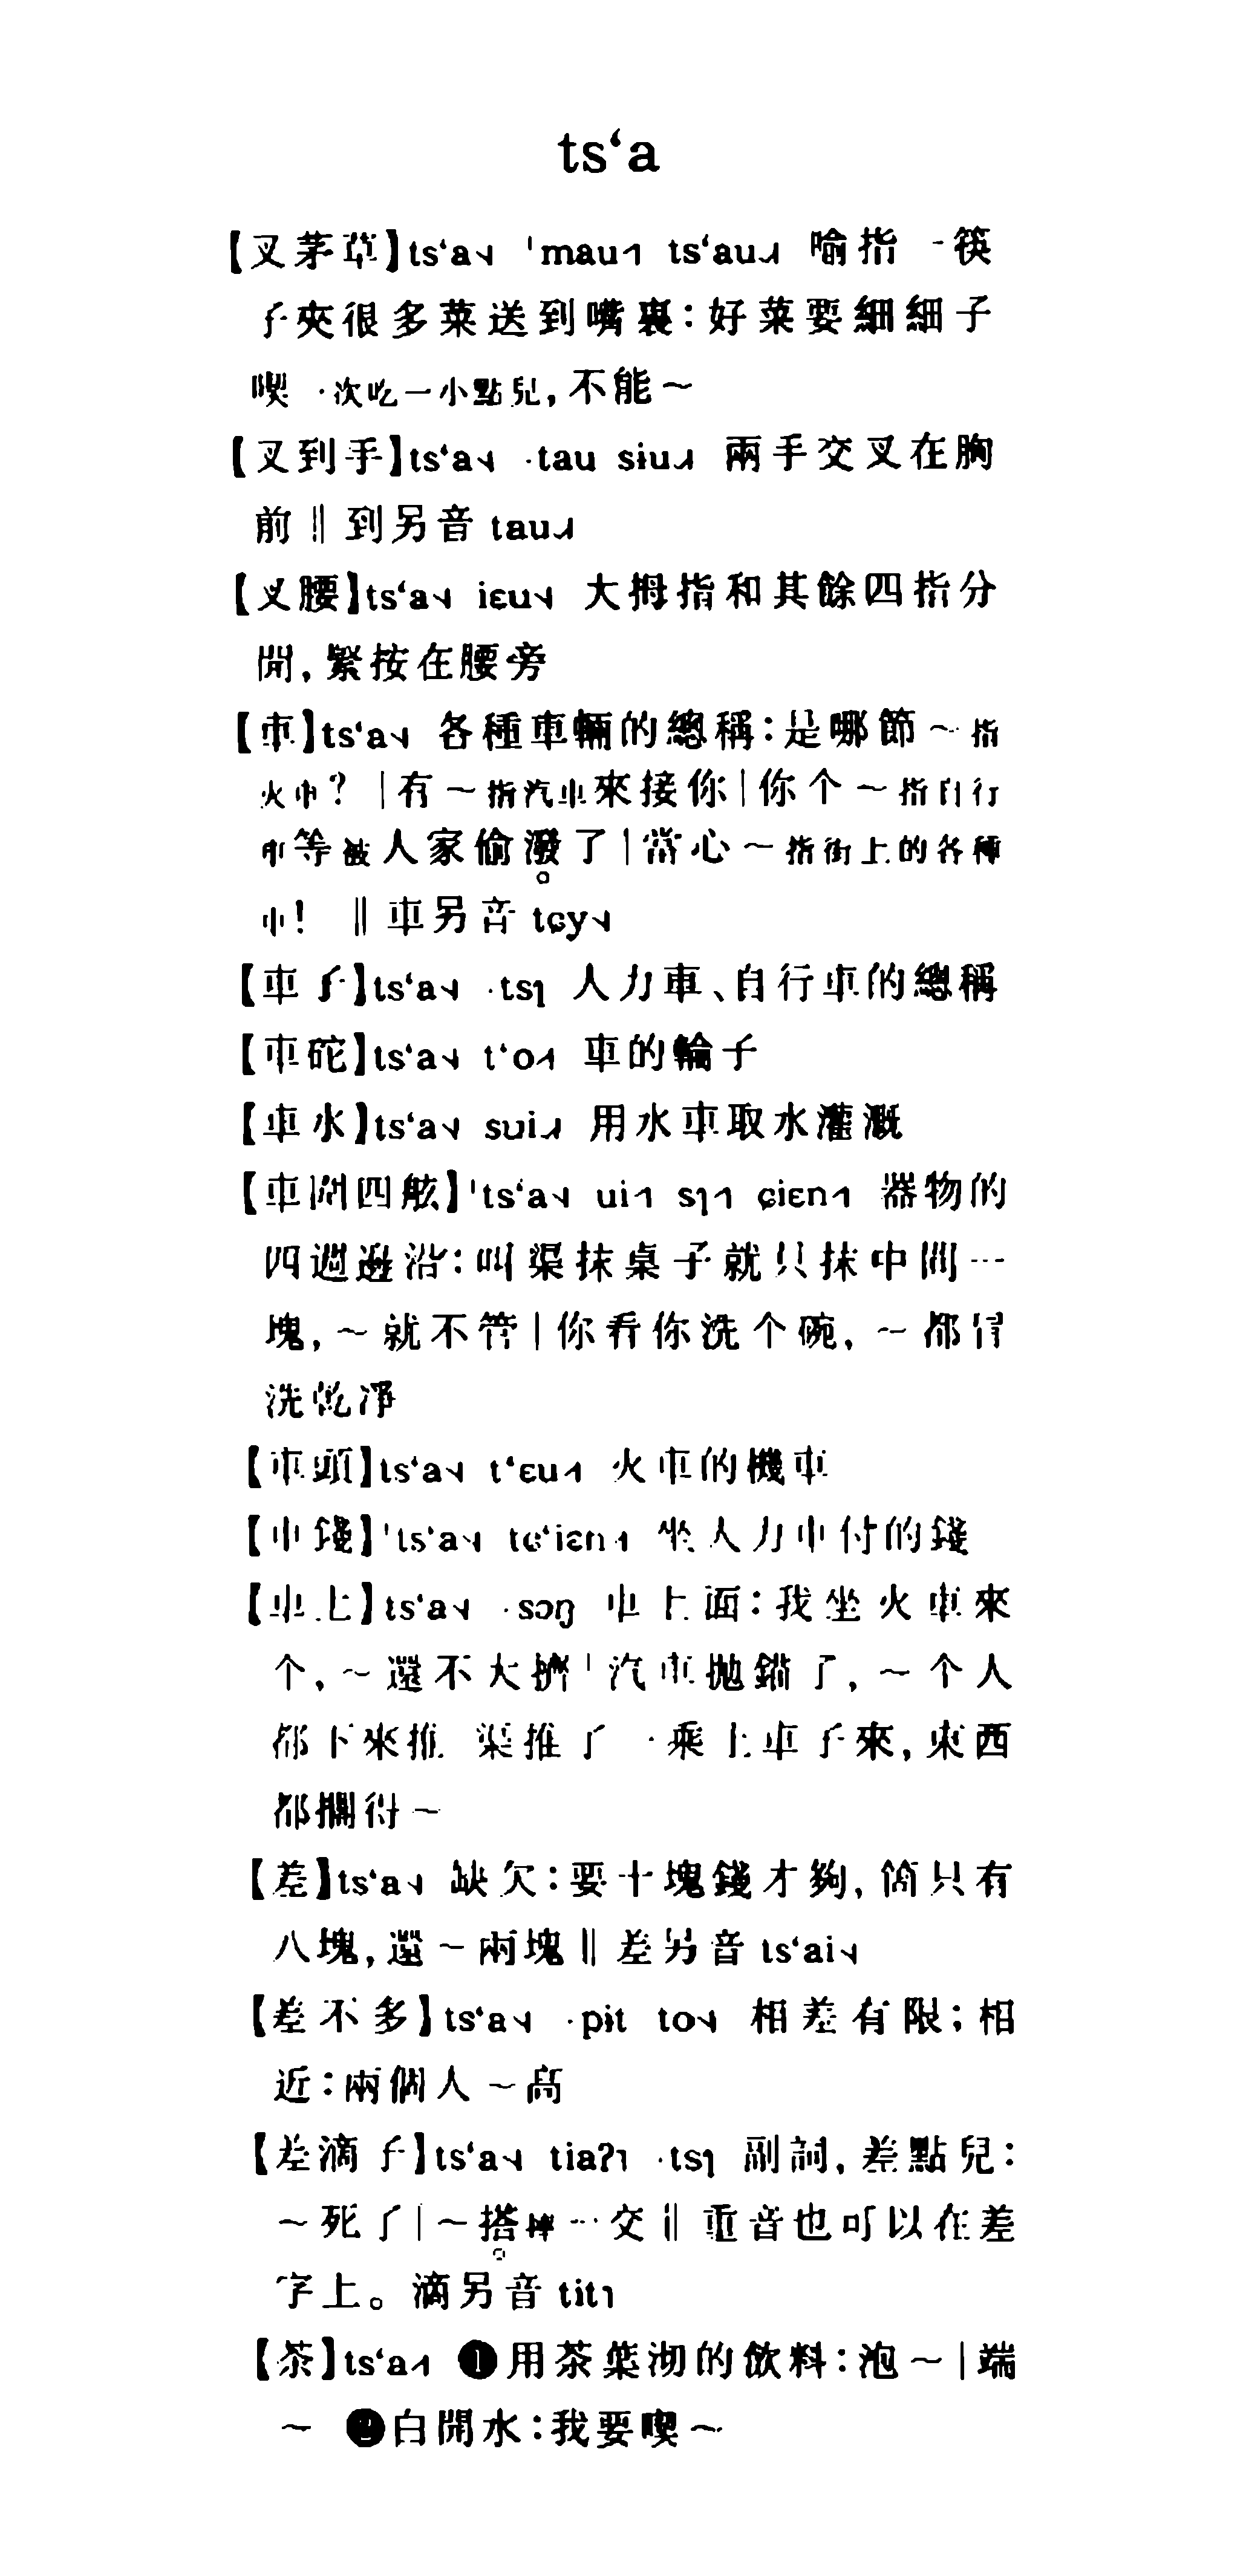 ts‘a
【叉茅草】ts‘a˧ ˈmau˧ ts‘au˩ 喻指一筷
子夾很多菜送到嘴裏：好菜要細細子
喫一次吃一小點兒，不能～
【叉到手】ts‘a˧ ·tau siu˩ 兩手交叉在胸
前‖到另音 tau˩
【叉腰】ts‘a˧ iɛu˧ 大拇指和其餘四指分
開，緊按在腰旁
【車】ts‘a˧ 各種車輛的總稱：是哪節～指
火車？|有～指汽車來接你|你个～指自行
車等被人家偷潑了|當心～指街上的各種
車！‖車另音 tɕy˧
【車子】ts‘a˧ ·tsɿ 人力車、自行車的總稱
【車砣】ts‘a˧ t‘o˧ 車的輪子
【車水】ts‘a˧ sʋi˩ 用水車取水灌溉
【車圍四舷】ˈts‘a˧ ui˧ sɿ˧ ɕiɛn˧ 器物的
四週邊沿：叫渠抹桌子就只抹中間一
塊，～就不管|你看你洗个碗，～都冇
洗乾凈
【車頭】ts‘a˧ t‘ɛu˧ 火車的機車
【車錢】ˈts‘a˧ tɕ‘iɛn˧ 坐人力車付的錢
【車上】ts‘a˧ ·sɔŋ 車上面：我坐火車來
个，～還不大擠|汽車拋錨了，～个人
都下來推|渠推了一乘土車子來，東西
都擱得～
【差】ts‘a˧ 缺欠：要十塊錢才夠，箇只有
八塊，還～兩塊‖差另音 ts‘ai˧
【差不多】ts‘a˧ ·pit to˧ 相差有限；相
近：兩個人～高
【差滴子】ts‘a˧ tiaʔ˥ ·tsɿ 副詞，差點兒：
～死了|～搭摔一交‖重音也可以在差
字上。滴另音 tit˥
【茶】ts‘a˧ ❶用茶葉沏的飲料：泡～|端
～ ❷白開水：我要喫～